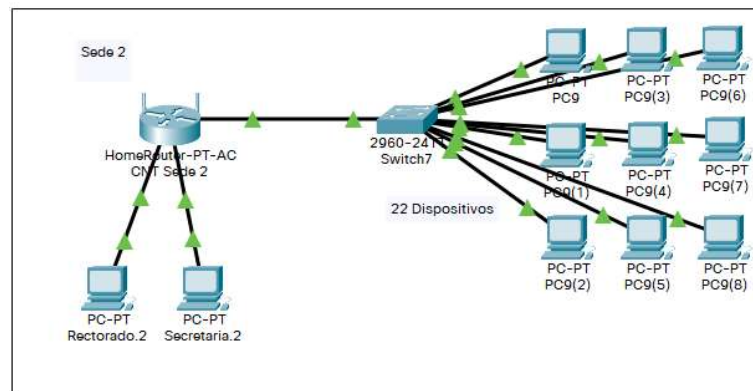 Sede 2
PC-PT
PC9
PC-PT
PC9(3)
PC-PT
PC9(6)
HomeRouter-PT-AC
CNT Sede 2
2960-24TT
Switch7
PC-PT
PC9(1)
PC-PT
PC9(4)
PC-PT
PC9(7)
22 Dispositivos
PC-PT
PC9(2)
PC-PT
PC9(5)
PC-PT
PC9(8)
PC-PT
Rectorado.2
PC-PT
Secretaria.2